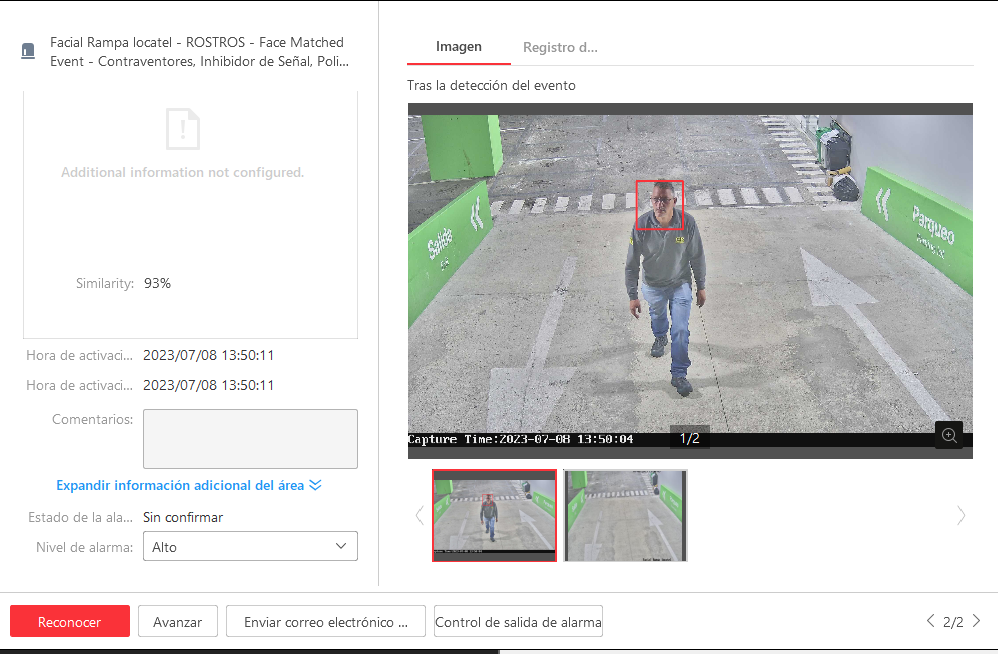 Facial Rampa locatel - ROSTROS - Face Matched
Event - Contraventores, Inhibidor de Señal, Poli...
Additional information not configured.
Similarity: 93%
Hora de activaci... 2023/07/08 13:50:11
Hora de activaci... 2023/07/08 13:50:11
Comentarios:
Expandir información adicional del área
Estado de la ala... Sin confirmar
Nivel de alarma: Alto
Imagen
Registro d...
Tras la detección del evento
Salida
Parqueo
Capture Time:2023-07-08 13:50:04
1/2
Reconocer
Avanzar
Enviar correo electrónico ...
Control de salida de alarma
2/2